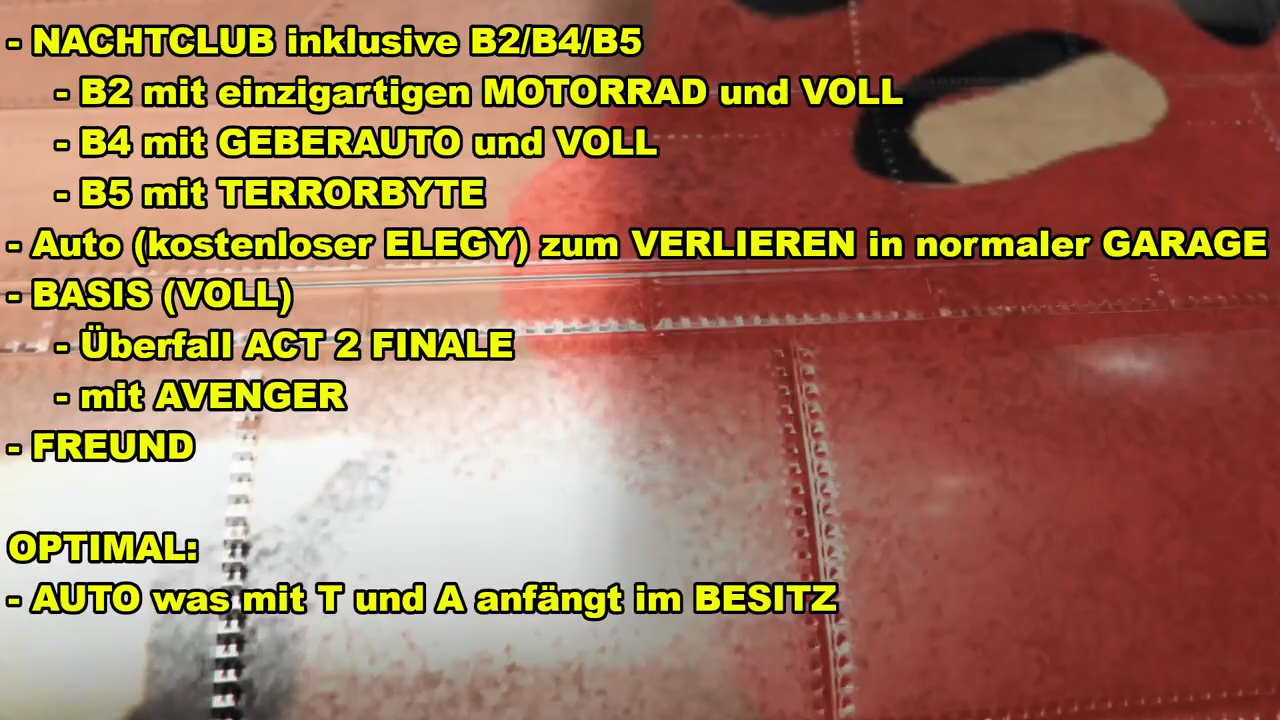 - NACHTCLUB inklusive B2/B4/B5
- B2 mit einzigartigen MOTORRAD und VOLL
- B4 mit GEBERAUTO und VOLL
- B5 mit TERRORBYTE
- Auto (kostenloser ELEGY) zum VERLIEREN in normaler GARAGE
- BASIS (VOLL)
- Überfall ACT 2 FINALE
- mit AVENGER
- FREUND
OPTIMAL:
- AUTO was mit T und A anfängt im BESITZ